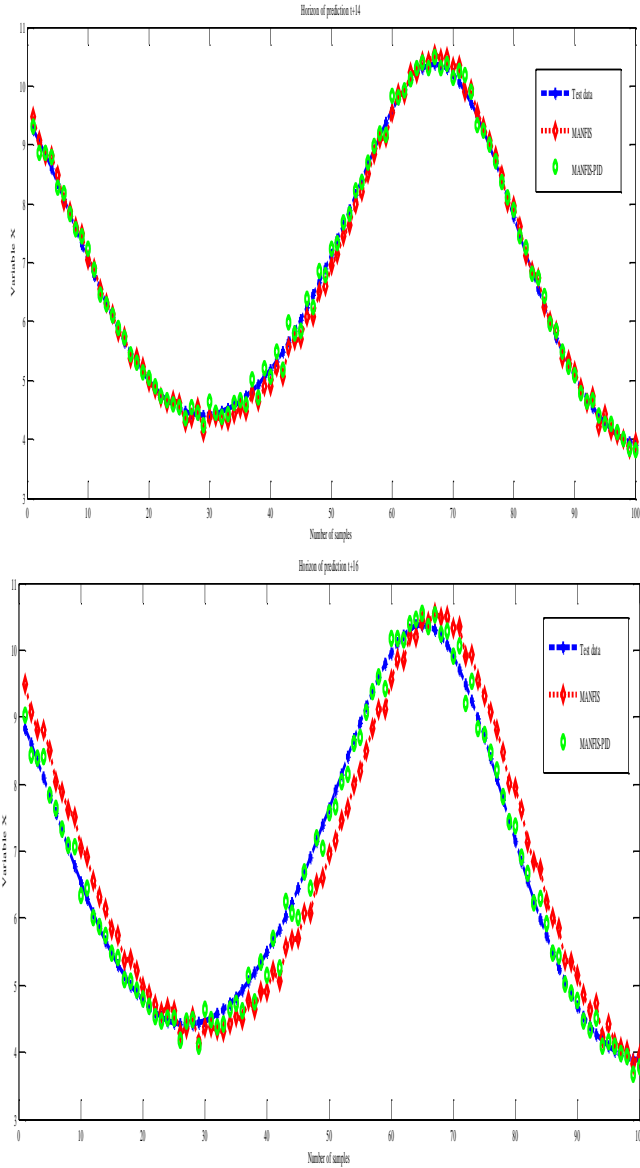 Horizon of prediction t+14
11
10
9
8
7
6
5
4
3
Variable X
Test data
MANFIS
MANFIS-PID
0 10 20 30 40 50 60 70 80 90 100
Number of samples
Horizon of prediction t+16
11
10
9
8
7
6
5
4
3
Variable X
Test data
MANFIS
MANFIS-PID
0 10 20 30 40 50 60 70 80 90 10
Number of samples